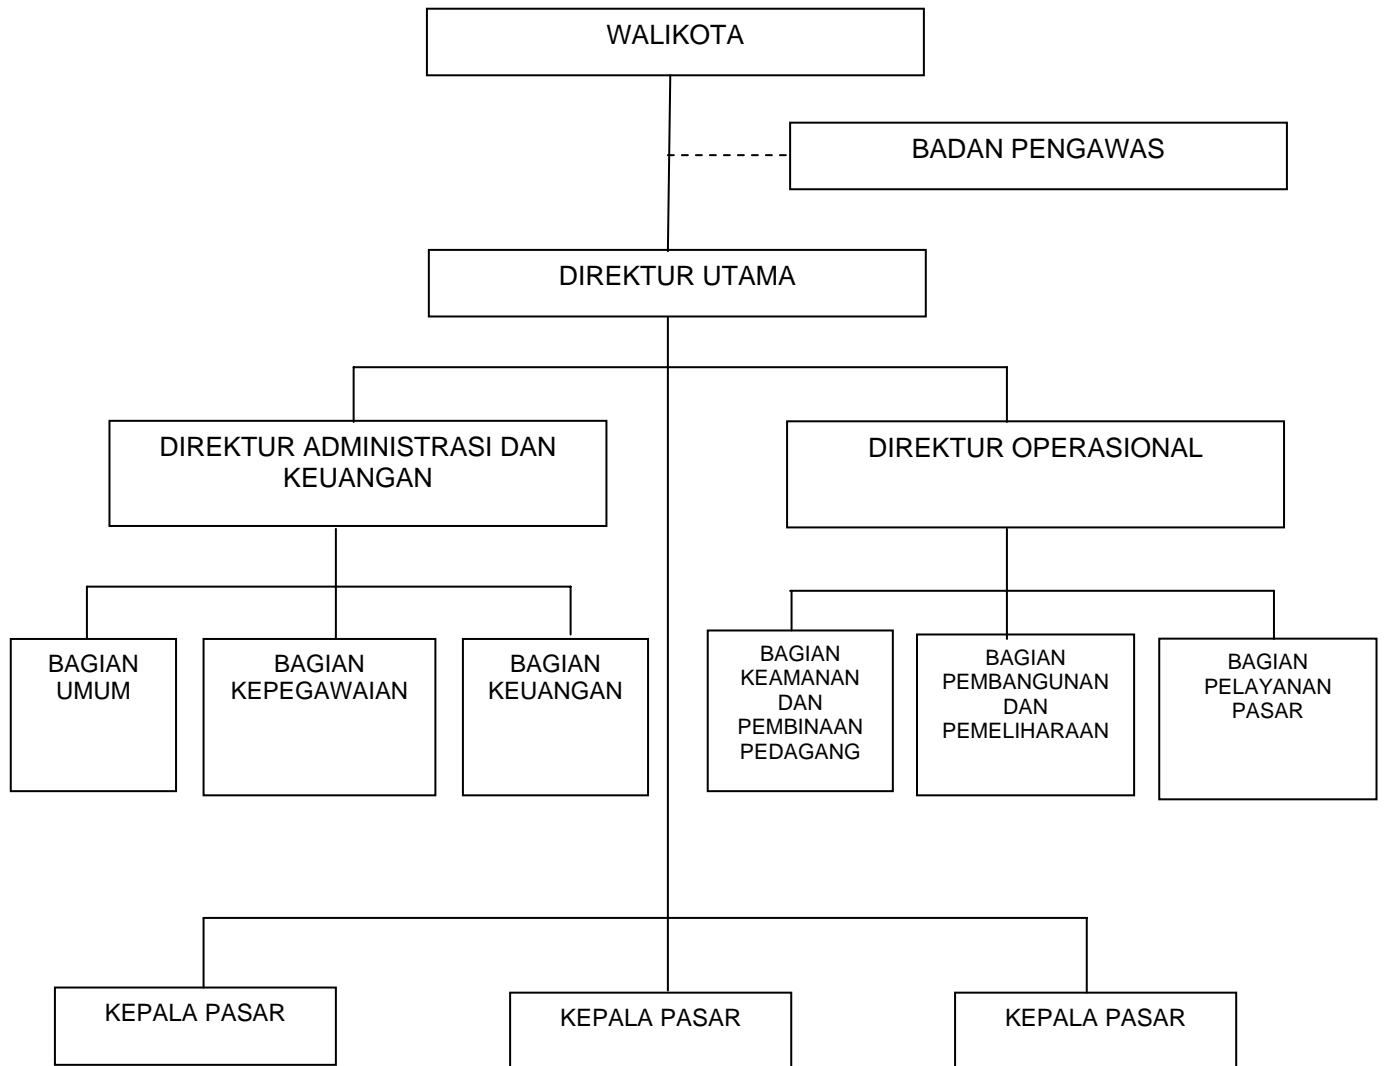 WALIKOTA
BADAN PENGAWAS
DIREKTUR UTAMA
DIREKTUR ADMINISTRASI DAN
KEUANGAN
DIREKTUR OPERASIONAL
BAGIAN
UMUM
BAGIAN
KEPEGAWAIAN
BAGIAN
KEUANGAN
BAGIAN
KEAMANAN
DAN
PEMBINAAN
PEDAGANG
BAGIAN
PEMBANGUNAN
DAN
PEMELIHARAAN
BAGIAN
PELAYANAN
PASAR
KEPALA PASAR
KEPALA PASAR
KEPALA PASAR